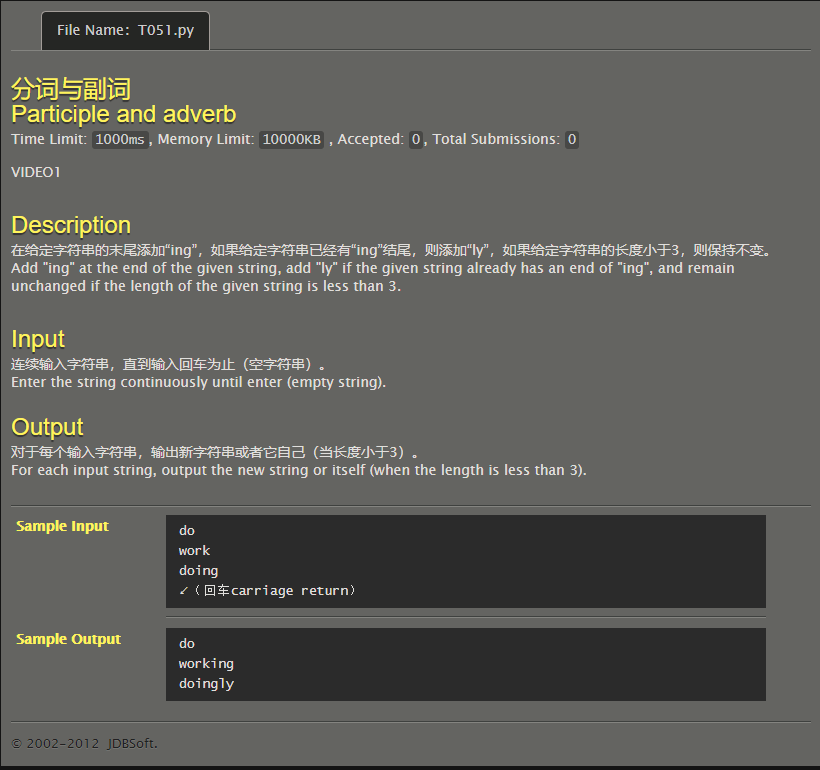 File Name: T051.py
分词与副词
Participle and adverb
Time Limit: 1000ms, Memory Limit: 10000KB , Accepted: 0, Total Submissions: 0
VIDEO1
Description
在给定字符串的末尾添加“ing”，如果给定字符串已经有“ing”结尾，则添加“ly”，如果给定字符串的长度小于3，则保持不变。
Add "ing" at the end of the given string, add "ly" if the given string already has an end of "ing", and remain
unchanged if the length of the given string is less than 3.
Input
连续输入字符串，直到输入回车为止（空字符串）。
Enter the string continuously until enter (empty string).
Output
对于每个输入字符串，输出新字符串或者它自己（当长度小于3）。
For each input string, output the new string or itself (when the length is less than 3).
Sample Input
do
work
doing
↙（回车carriage return）
Sample Output
do
working
doingly
© 2002-2012 JDBSoft.